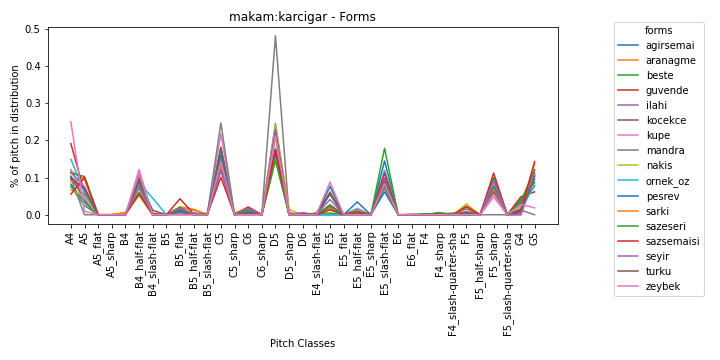 makam:karcigar - Forms
% of pitch in distribution
0.5
0.4
0.3
0.2
0.1
0.0
A4
A5
A5_flat
A5_sharp
B4
B4_half-sharp
B4_slash-flat
B5
B5_flat
B5_half-sharp
B5_slash-flat
C5
C5_sharp
C6
C6_sharp
D5
D5_sharp
D6
E4_slash-flat
E5
E5_flat
E5_half-sharp
E5_sharp
E5_slash-flat
E6
E6_flat
F4
F4_sharp
F4_slash-quarter-sha
F5
F5_half-sharp
F5_sharp
F5_slash-quarter-sha
G4
G5
Pitch Classes
forms
agirsemai
aranagme
beste
guvende
ilahi
kocekce
kupe
mandra
nakis
ornek_oz
pesrev
sarki
sazeseri
sazsemaisi
seyir
turku
zeybek